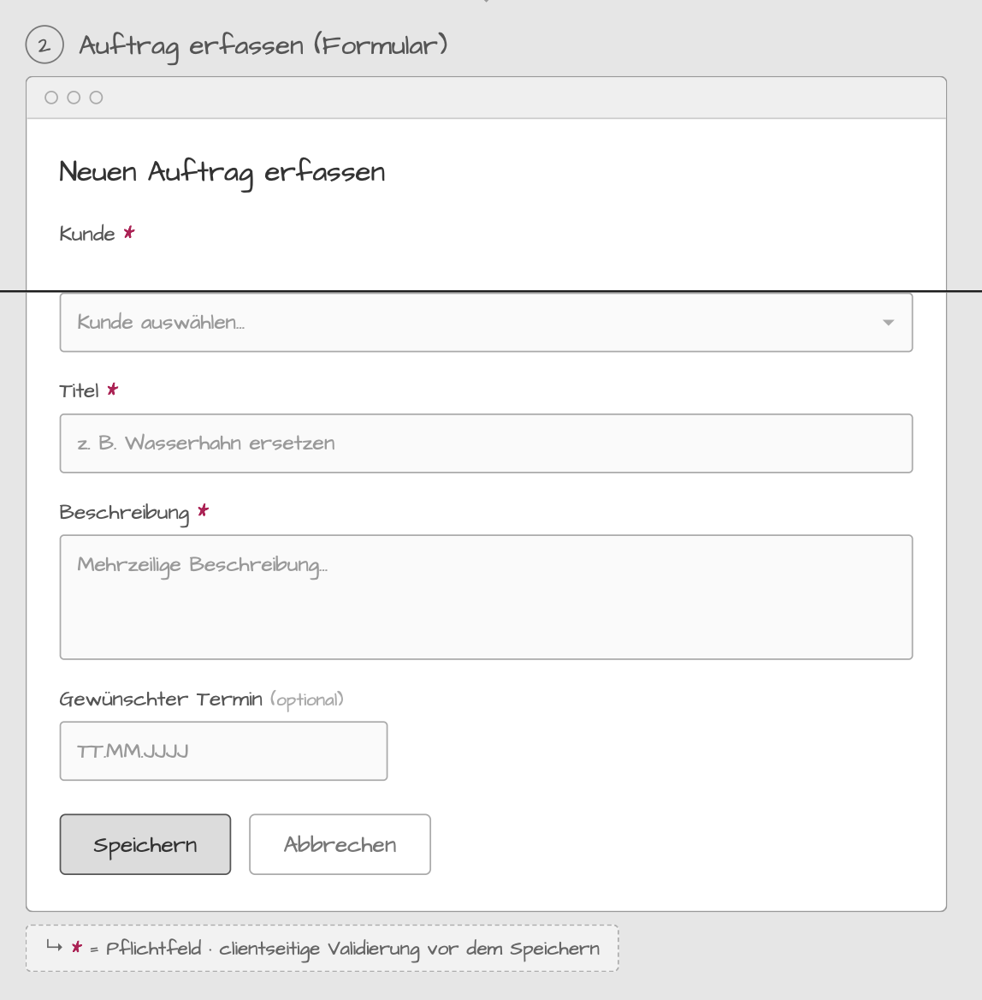 2 Auftrag erfassen (Formular)
Neuen Auftrag erfassen
Kunde *
Kunde auswählen...
Titel *
z. B. Wasserhahn ersetzen
Beschreibung *
Mehrzeilige Beschreibung...
Gewünschter Termin (optional)
TT.MM.JJJJ
Speichern Abbrechen
↳ * = Pflichtfeld · clientseitige Validierung vor dem Speichern